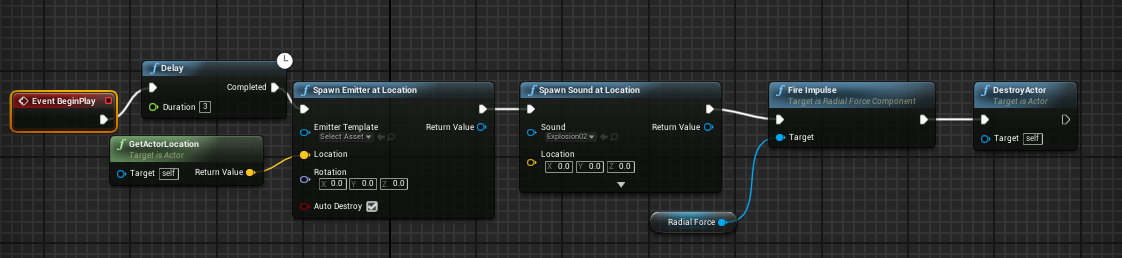 Event BeginPlay
Delay
Completed
Duration 3
GetActorLocation
Target is Actor
Target self Return Value
Spawn Emitter at Location
Emitter Template Return Value
Select Asset
Location
Rotation
X 0.0 Y 0.0 Z 0.0
Auto Destroy
Spawn Sound at Location
Sound Return Value
Explosion02
Location
X 0.0 Y 0.0 Z 0.0
Radial Force
Fire Impulse
Target is Radial Force Component
Target
DestroyActor
Target is Actor
Target self